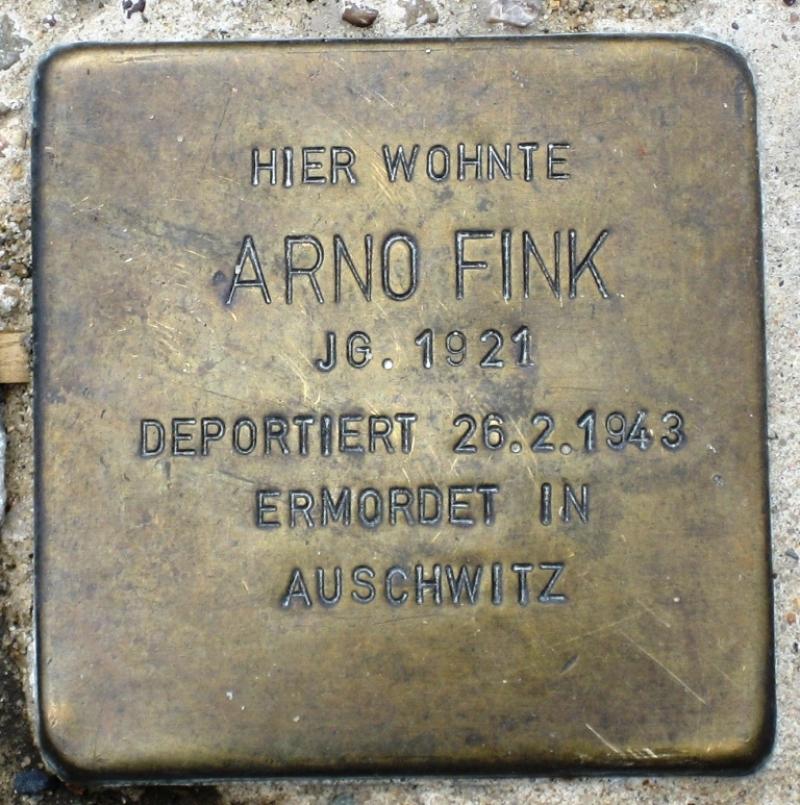 HIER WOHNTE
ARNO FINK
JG. 1921
DEPORTIERT 26.2.1943
ERMORDET IN
AUSCHWITZ